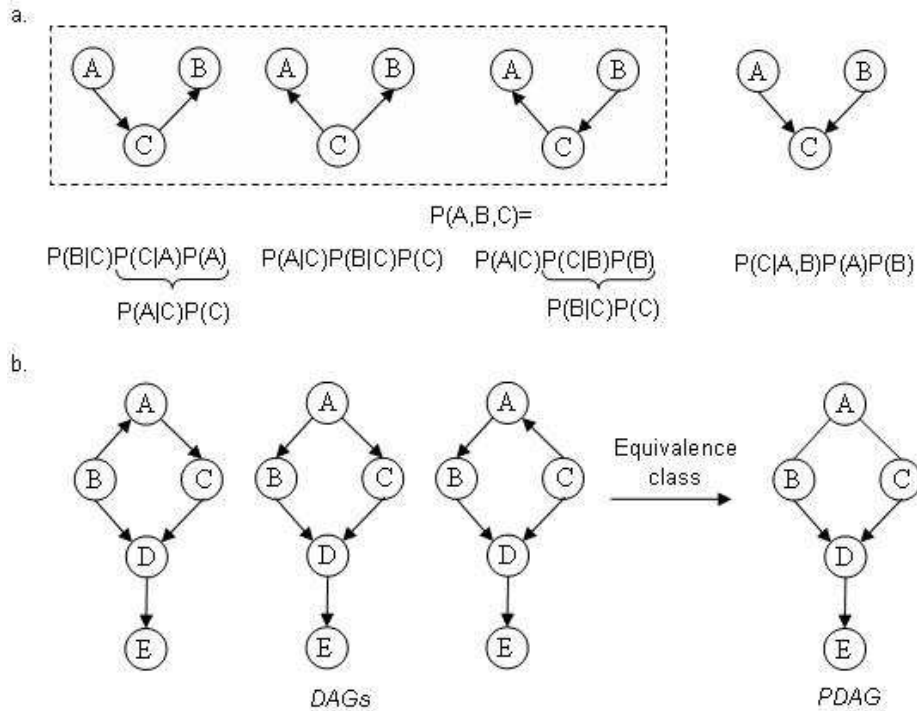 a.
A B A B A B A B
C C C C
P(A,B,C)=
P(B|C)P(C|A)P(A) P(A|C)P(B|C)P(C) P(A|C)P(C|B)P(B) P(C|A,B)P(A)P(B)
P(A|C)P(C) P(B|C)P(C)
b.
A A A A
Equivalence
class
B C B C B C B C
D D D D
E E E E
DAGs PDAG